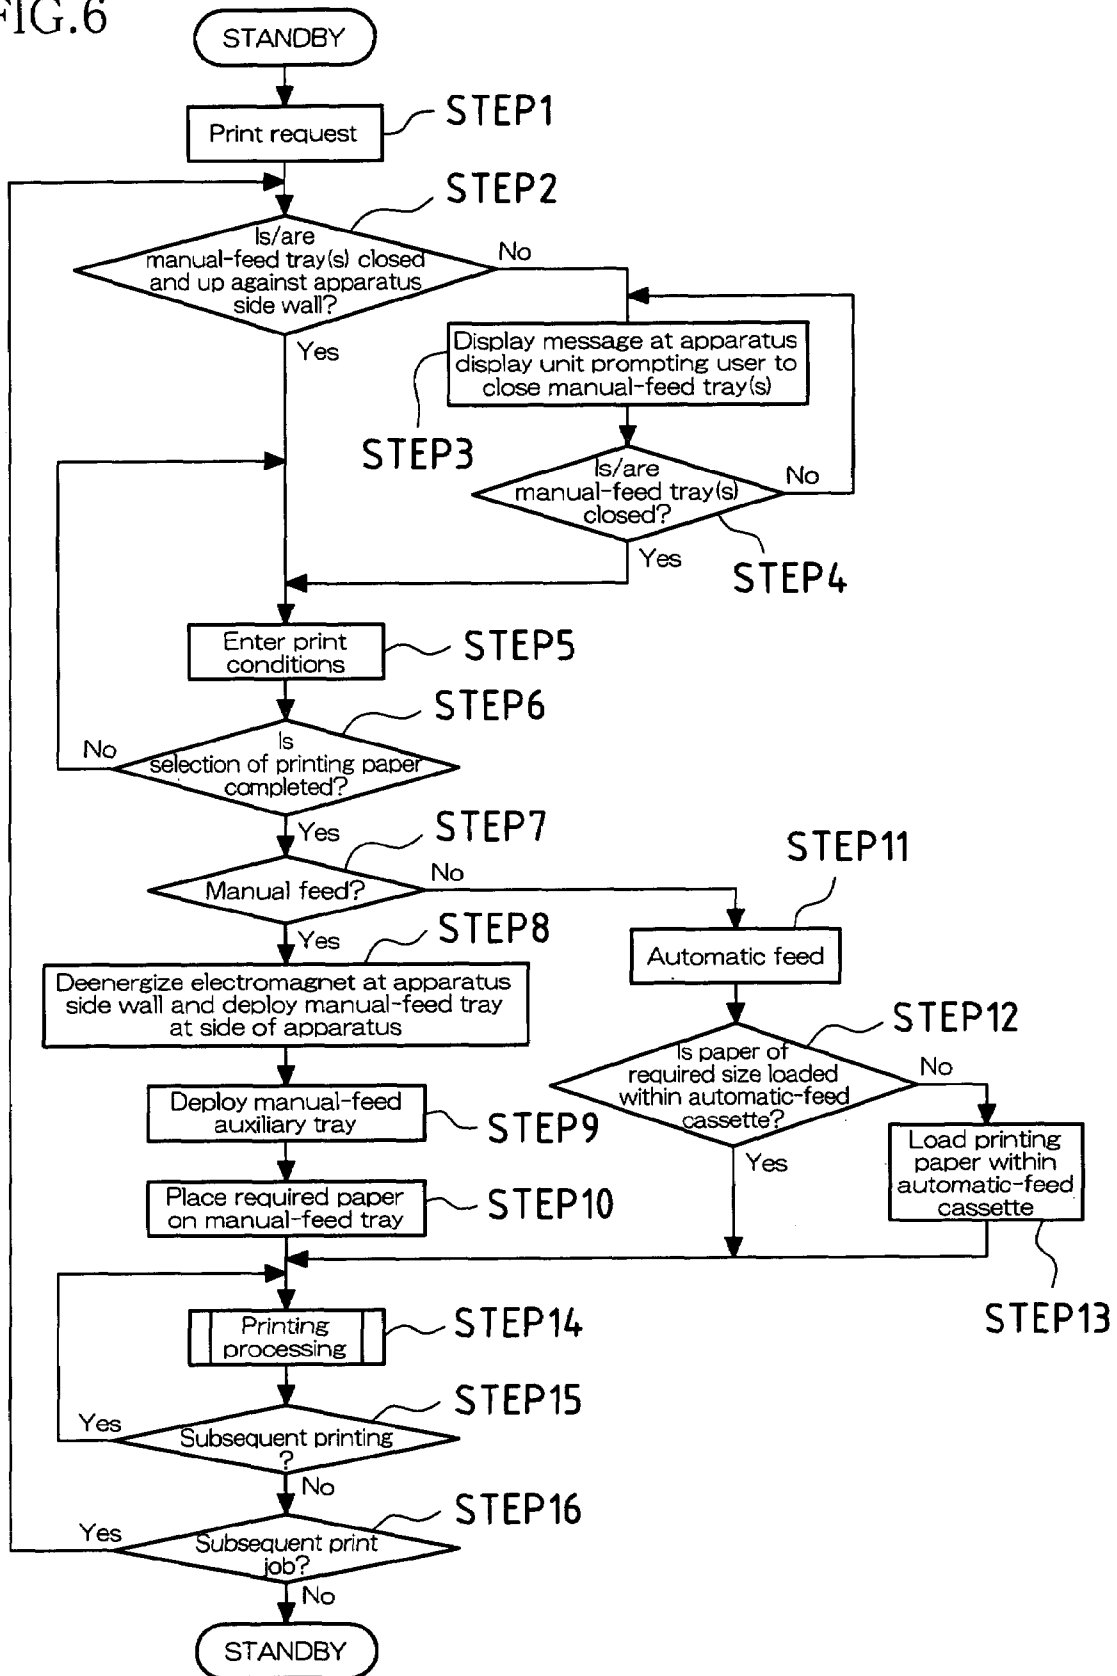 FIG.6
STANDBY
STEP1
Print request
STEP2
Is/are
manual-feed tray(s) closed
and up against apparatus
side wall?
No
Yes
Display message at apparatus
display unit prompting user to
close manual-feed tray(s)
STEP3
Is/are
manual-feed tray(s)
closed?
No
Yes
STEP4
Enter print
conditions
STEP5
STEP6
Is
selection of printing paper
completed?
No
Yes
STEP7
Manual feed?
No
Yes
STEP8
Deenergize electromagnet at apparatus
side wall and deploy manual-feed tray
at side of apparatus
Deploy manual-feed
auxiliary tray
STEP9
Place required paper
on manual-feed tray
STEP10
STEP11
Automatic feed
STEP12
Is paper of
required size loaded
within automatic-feed
cassette?
No
Yes
Load printing
paper within
automatic-feed
cassette
STEP13
Printing
processing
STEP14
STEP15
Subsequent printing
?
Yes
No
STEP16
Subsequent print
job?
Yes
No
STANDBY